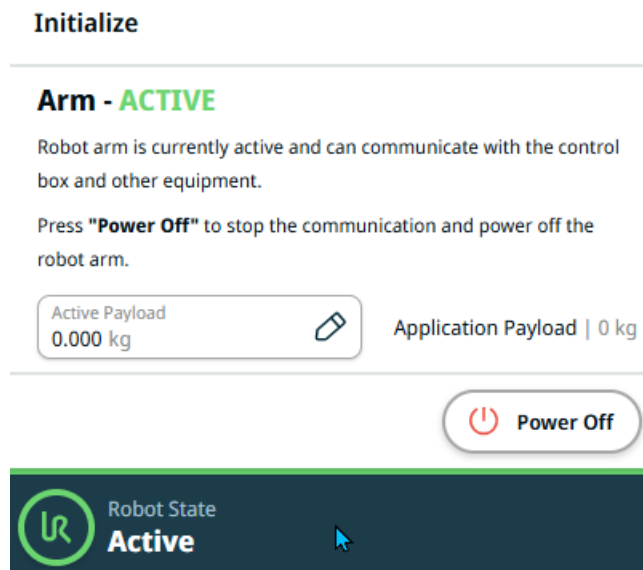 Initialize
Arm - ACTIVE
Robot arm is currently active and can communicate with the control
box and other equipment.
Press "Power Off" to stop the communication and power off the
robot arm.
Active Payload
0.000 kg
Application Payload | 0 kg
Power Off
Robot State
Active